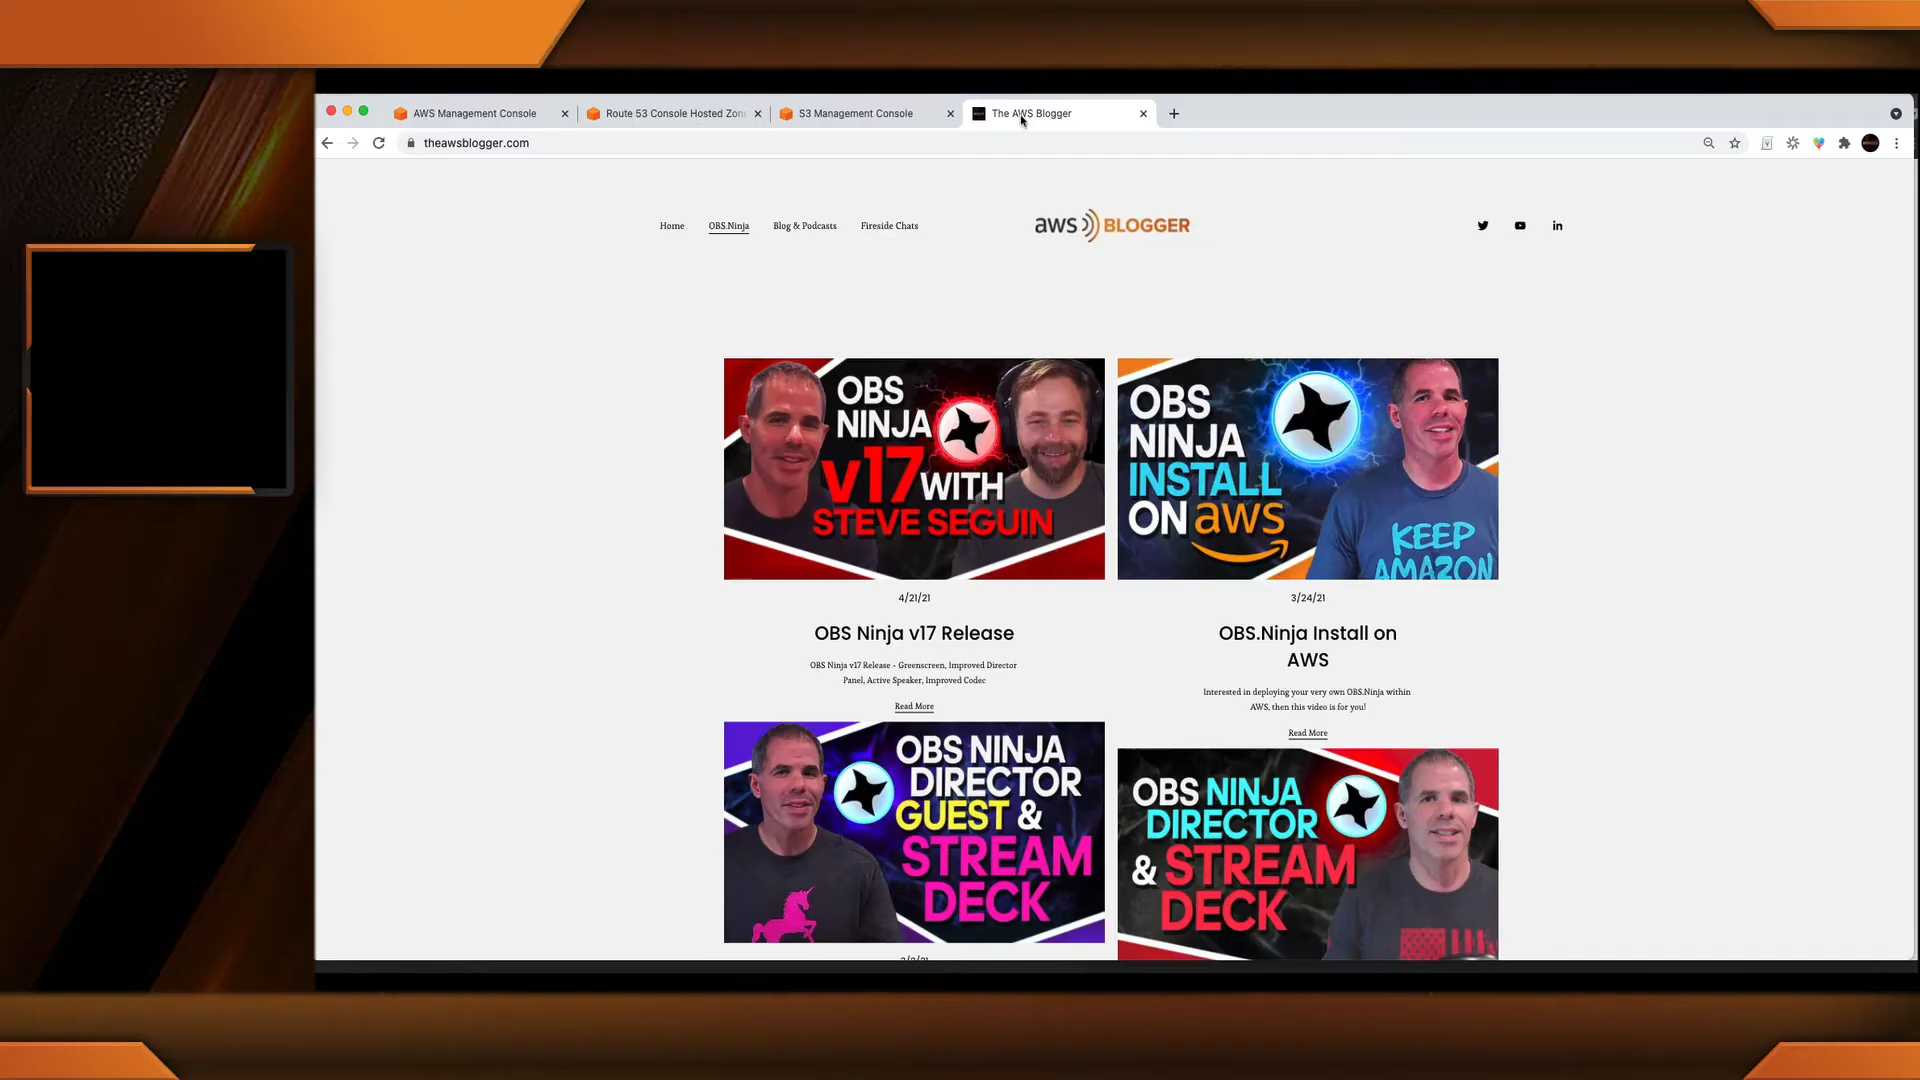 AWS Management Console
Route 53 Console Hosted Zon
S3 Management Console
The AWS Blogger
theawsblogger.com
Home
OBS.Ninja
Blog & Podcasts
Fireside Chats
aws BLOGGER
OBS
NINJA
v17 WITH
STEVE SEGUIN
4/21/21
OBS Ninja v17 Release
OBS Ninja v17 Release - Greenscreen, Improved Director
Panel, Active Speaker, Improved Codec
Read More
OBS
NINJA
INSTALL
ON aws
KEEP
AMAZON
3/24/21
OBS.Ninja Install on
AWS
Interested in deploying your very own OBS.Ninja within
AWS, then this video is for you!
Read More
OBS NINJA
DIRECTOR
GUEST &
STREAM
DECK
OBS NINJA
DIRECTOR
& STREAM
DECK